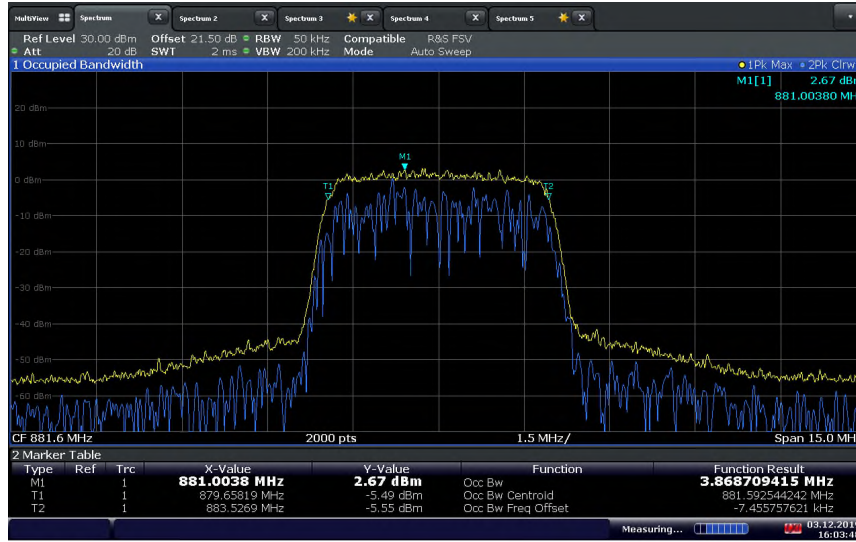 MultiView Spectrum X Spectrum 2 X Spectrum 3 X Spectrum 4 X Spectrum 5 X
Ref Level 30.00 dBm Offset 21.50 dB RBW 50 kHz Compatible R&S FSV
Att 20 dB SWT 2 ms VBW 200 kHz Mode Auto Sweep
1 Occupied Bandwidth 1Pk Max 2Pk Clrw
M1[1] 2.67 dBm
881.00380 MH
20 dBm
10 dBm
M1
0 dBm
T1 T2
-10 dBm
-20 dBm
-30 dBm
-40 dBm
-50 dBm
-60 dBm
CF 881.6 MHz 2000 pts 1.5 MHz/ Span 15.0 MH
2 Marker Table
Type Ref Trc X-Value Y-Value Function Function Result
M1 1 881.0038 MHz 2.67 dBm Occ Bw 3.868709415 MHz
T1 1 879.65819 MHz -5.49 dBm Occ Bw Centroid 881.592544242 MHz
T2 1 883.5269 MHz -5.55 dBm Occ Bw Freq Offset -7.455757621 kHz
Measuring... 03.12.201
16:03:4